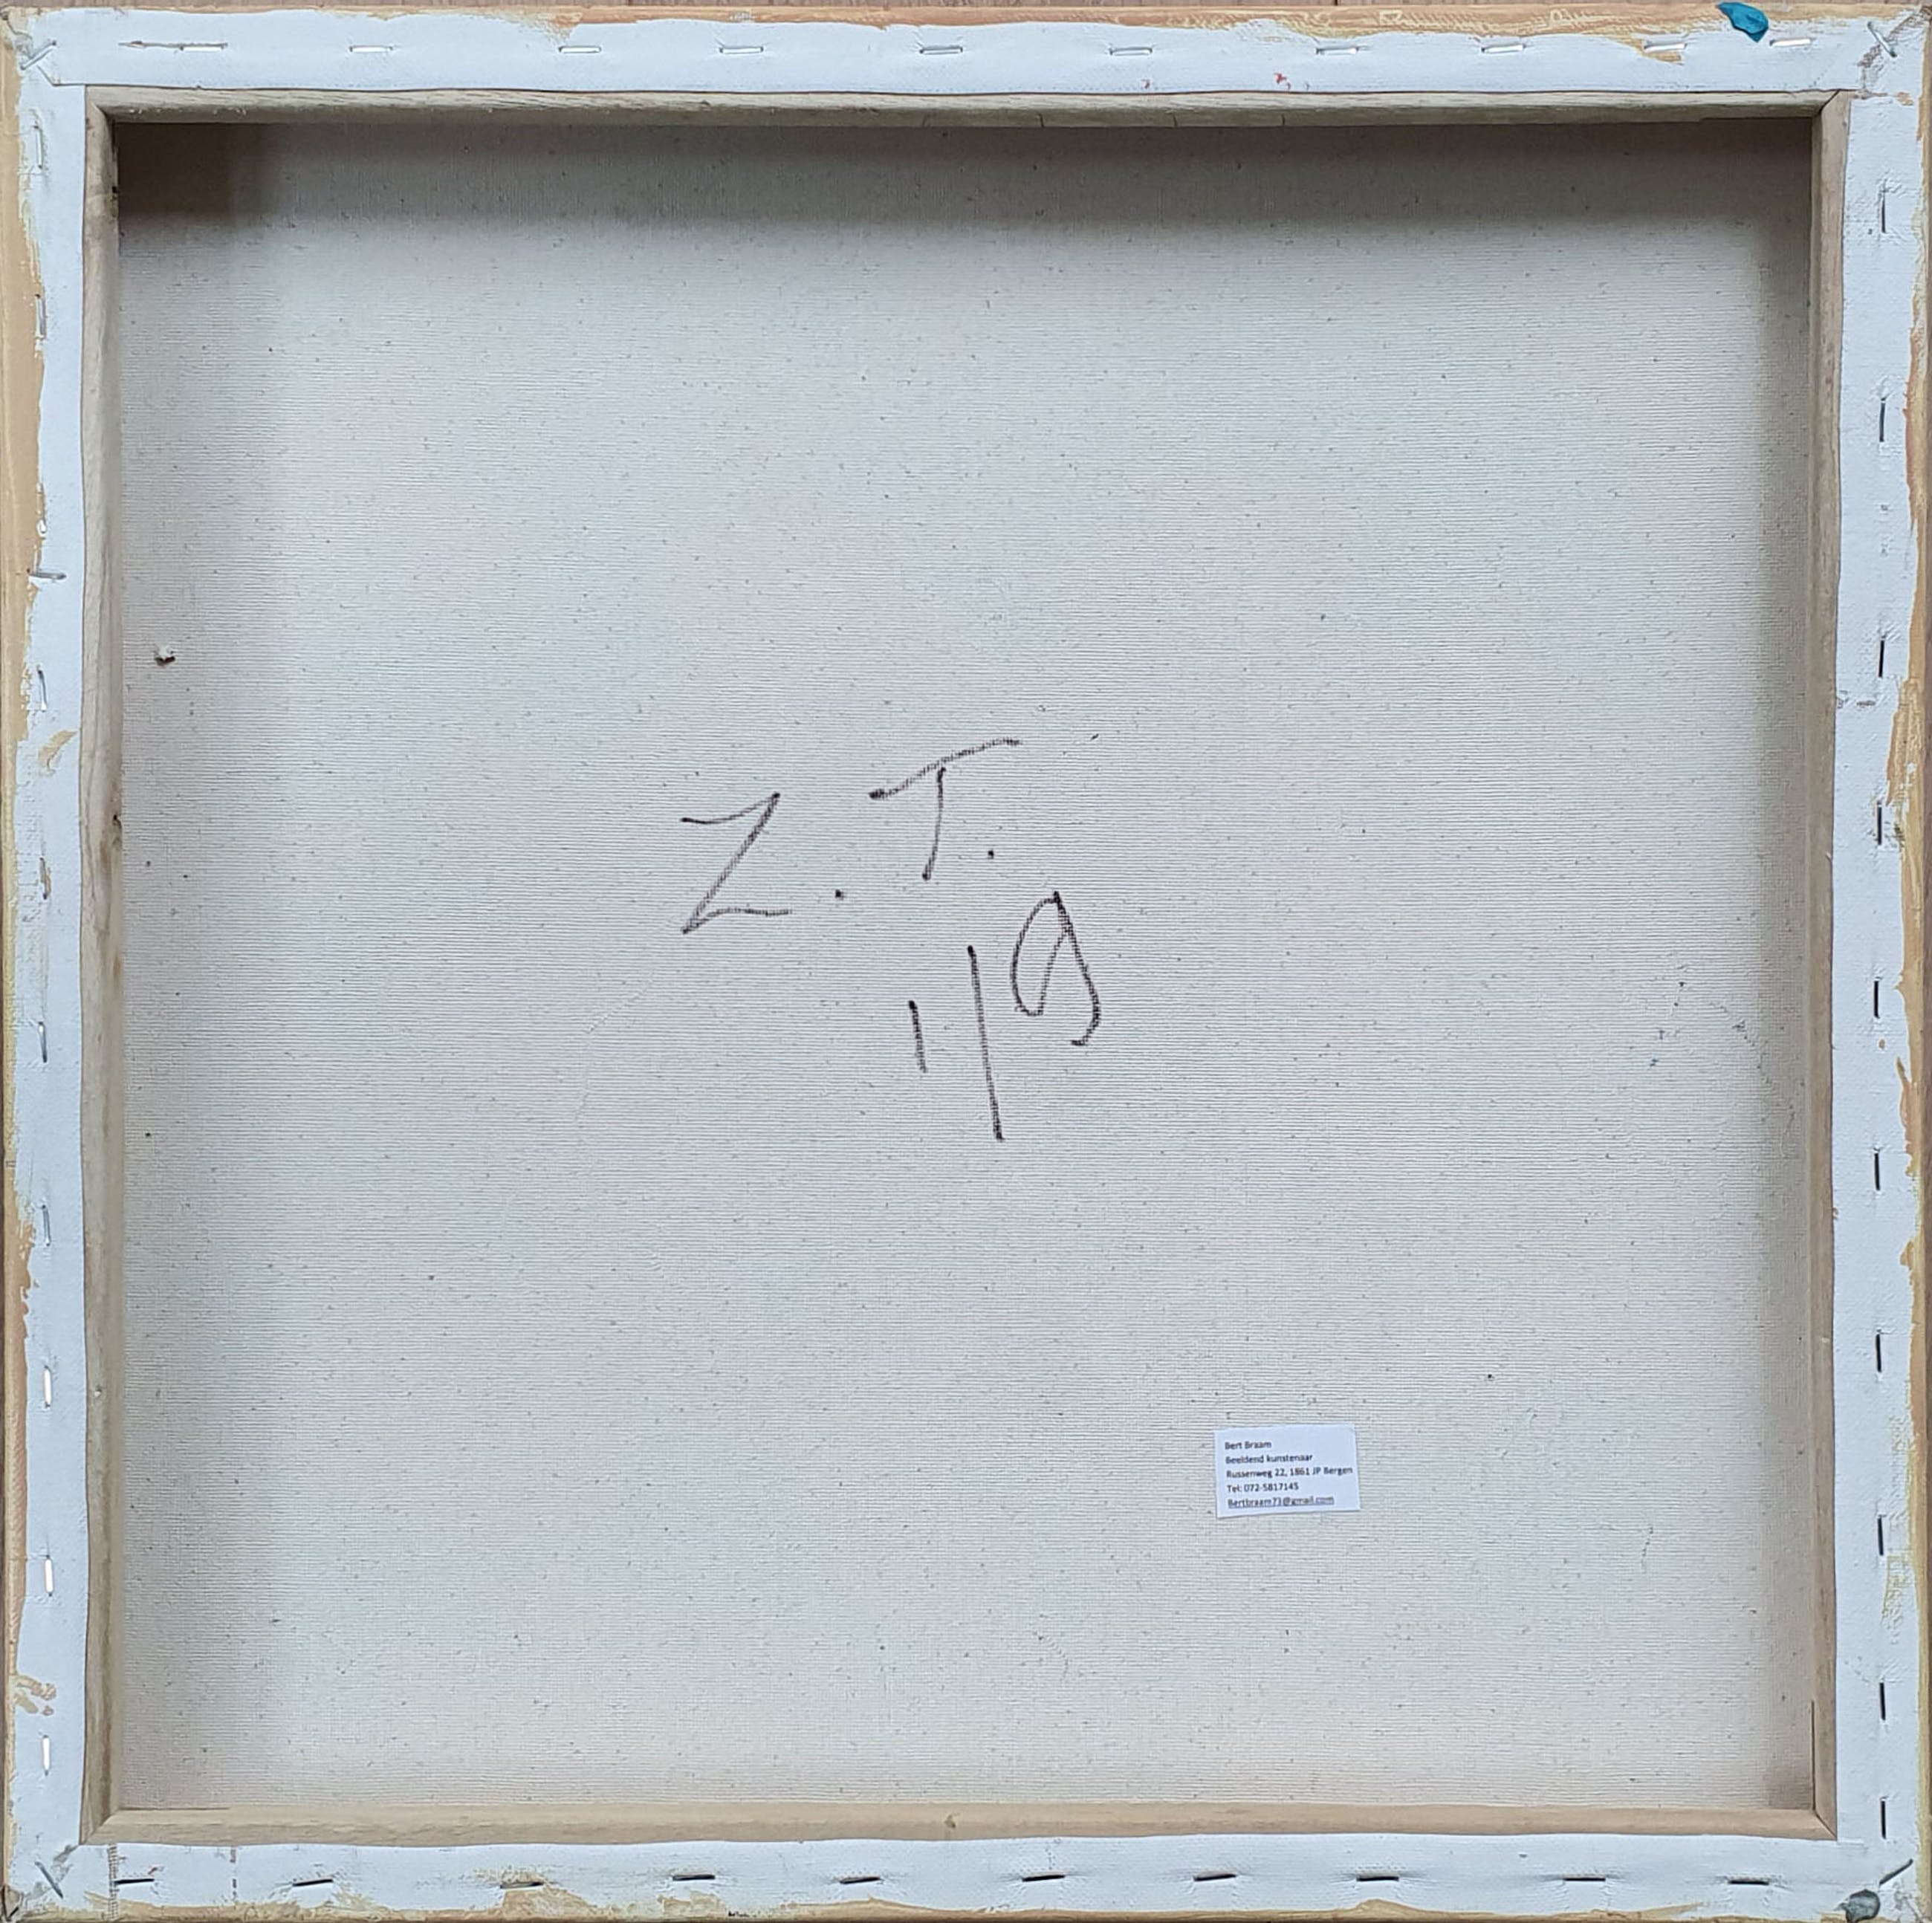 Z.T.
1/9
Bert Braam
Beeldend kunstenaar
Russenweg 22, 1861 JP Bergen
Tel: 072-5817145
Bertbraam73@gmail.com